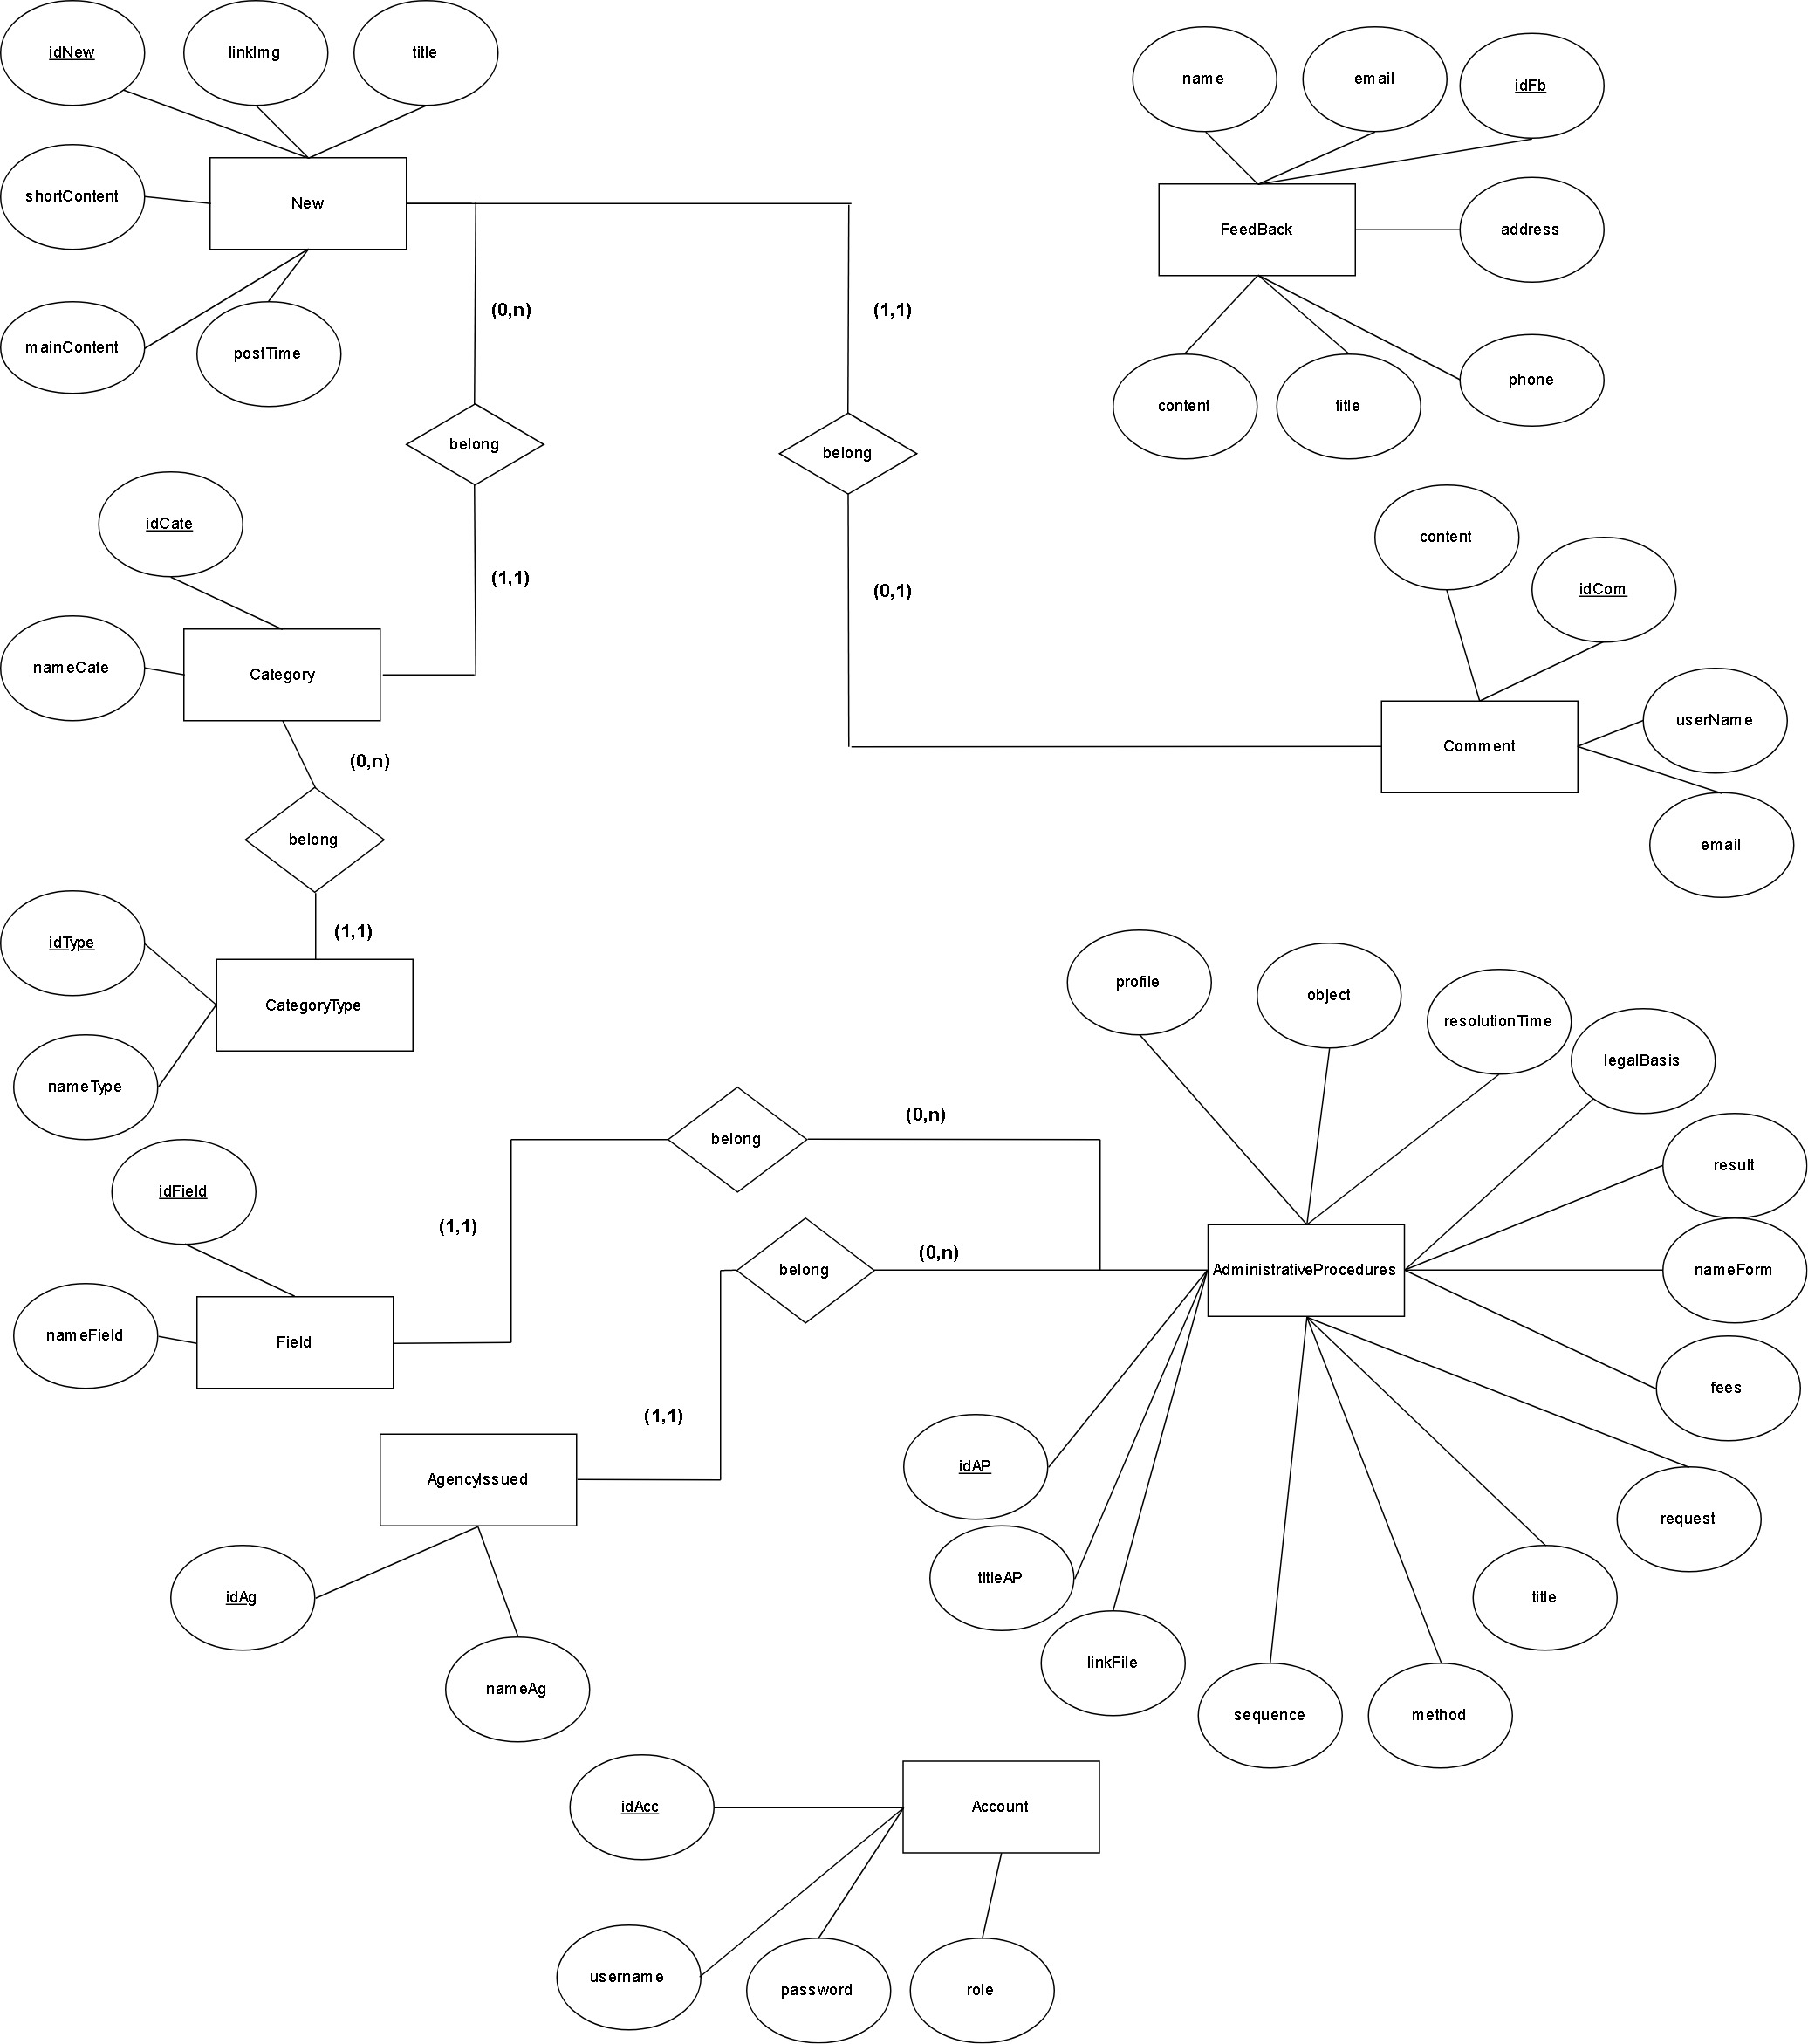 idNew
linkImg
title
shortContent
New
mainContent
postTime
name
email
idFb
FeedBack
address
content
title
phone
(0,n)
(1,1)
belong
belong
(1,1)
(0,1)
idCate
nameCate
Category
content
idCom
userName
Comment
email
(0,n)
belong
(1,1)
idType
CategoryType
nameType
profile
object
resolutionTime
legalBasis
result
nameForm
AdministrativeProcedures
fees
request
title
method
sequence
linkFile
titleAP
idAP
belong
(0,n)
(1,1)
belong
(0,n)
(1,1)
idField
nameField
Field
AgencyIssued
idAg
nameAg
idAcc
Account
username
password
role